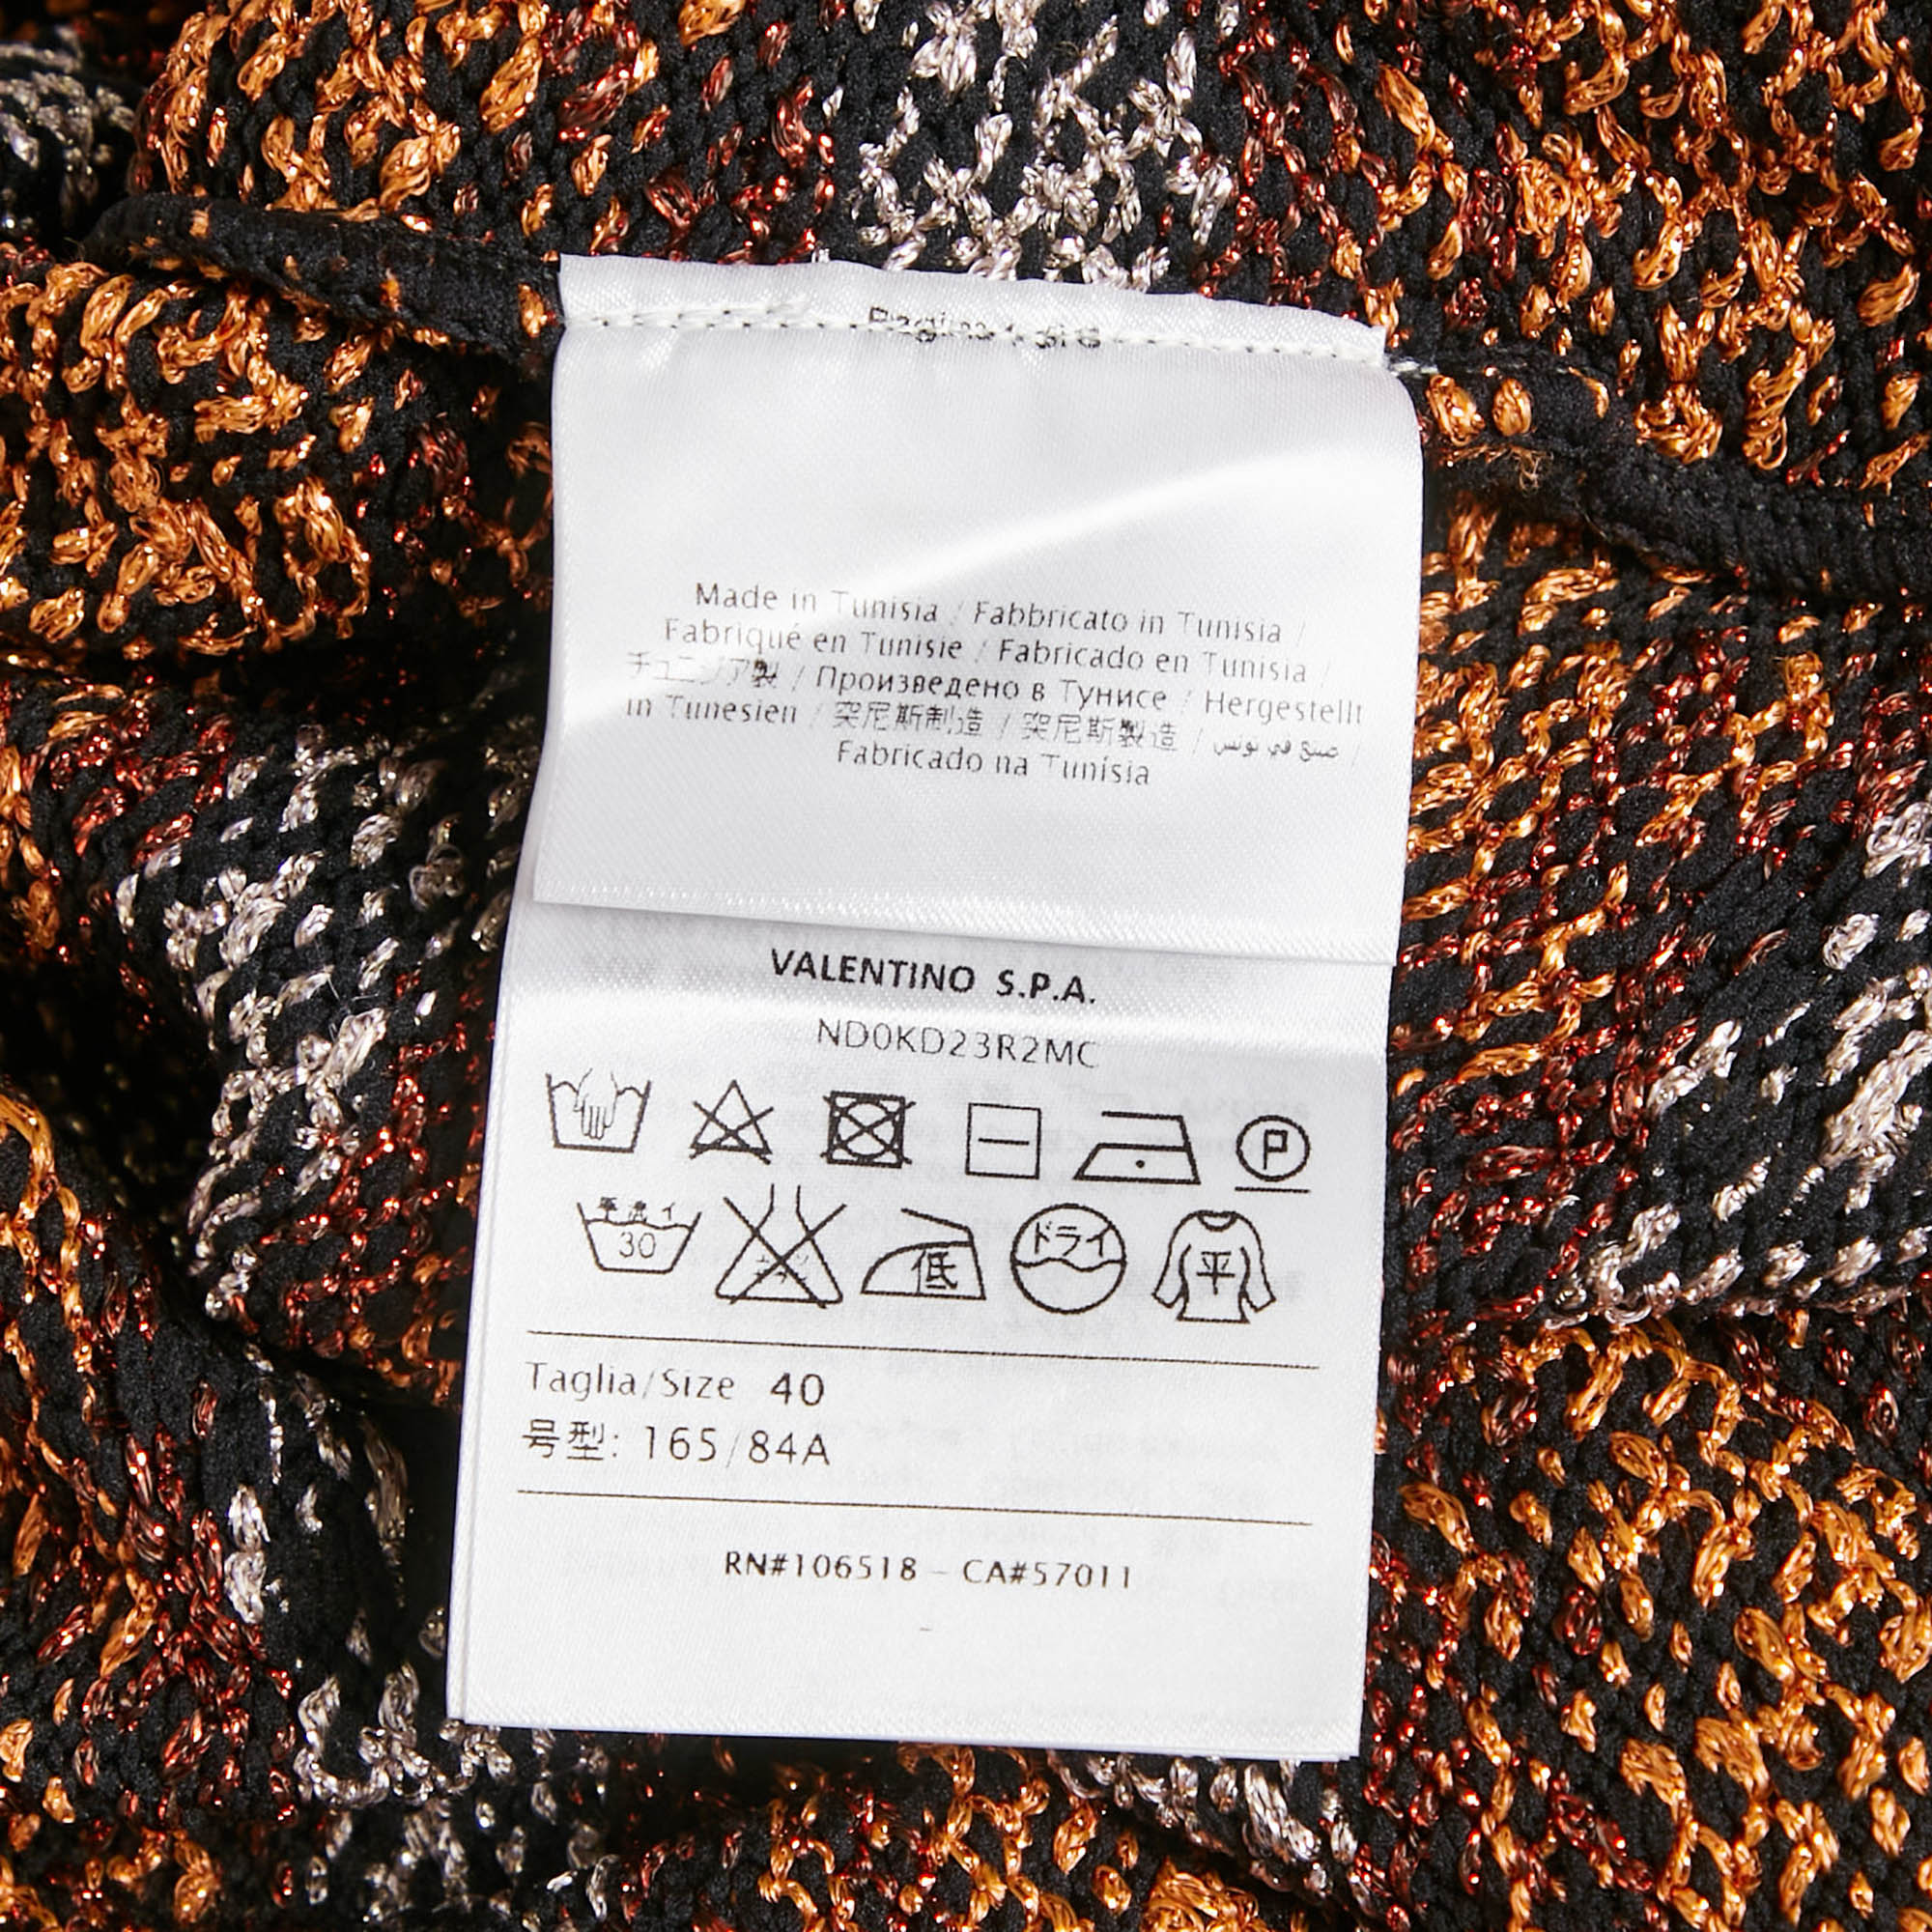 Made in Tunisia / Fabbricato in Tunisia /
Fabriqué en Tunisie / Fabricado en Tunisia /
チュニジア製 / Произведено в Тунисе / Hergestellt
in Tunesien / 突尼斯制造 / 突尼斯製造 / صنع في تونس /
Fabricado na Tunísia
VALENTINO S.P.A.
ND0KD23R2MC
P
手洗イ
30
低
ドライ
平
Taglia/Size 40
号型: 165/84A
RN#106518 - CA#57011